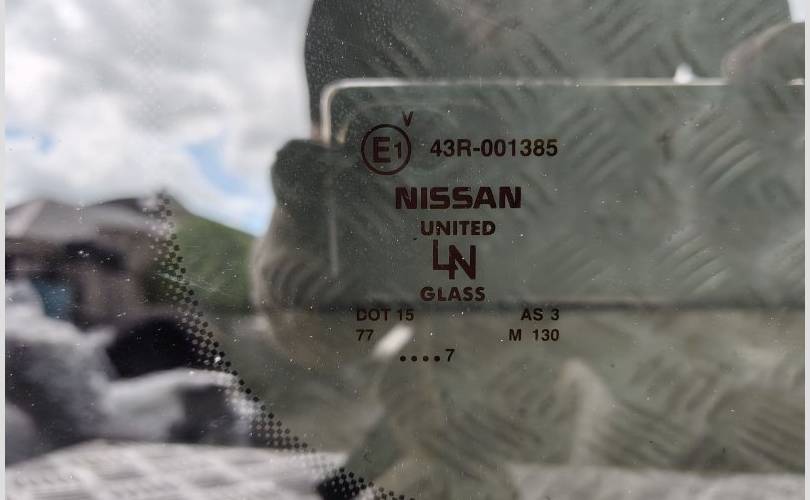 V
E1 43R-001385
NISSAN
UNITED
LN
GLASS
DOT 15 AS 3
77 M 130
....7